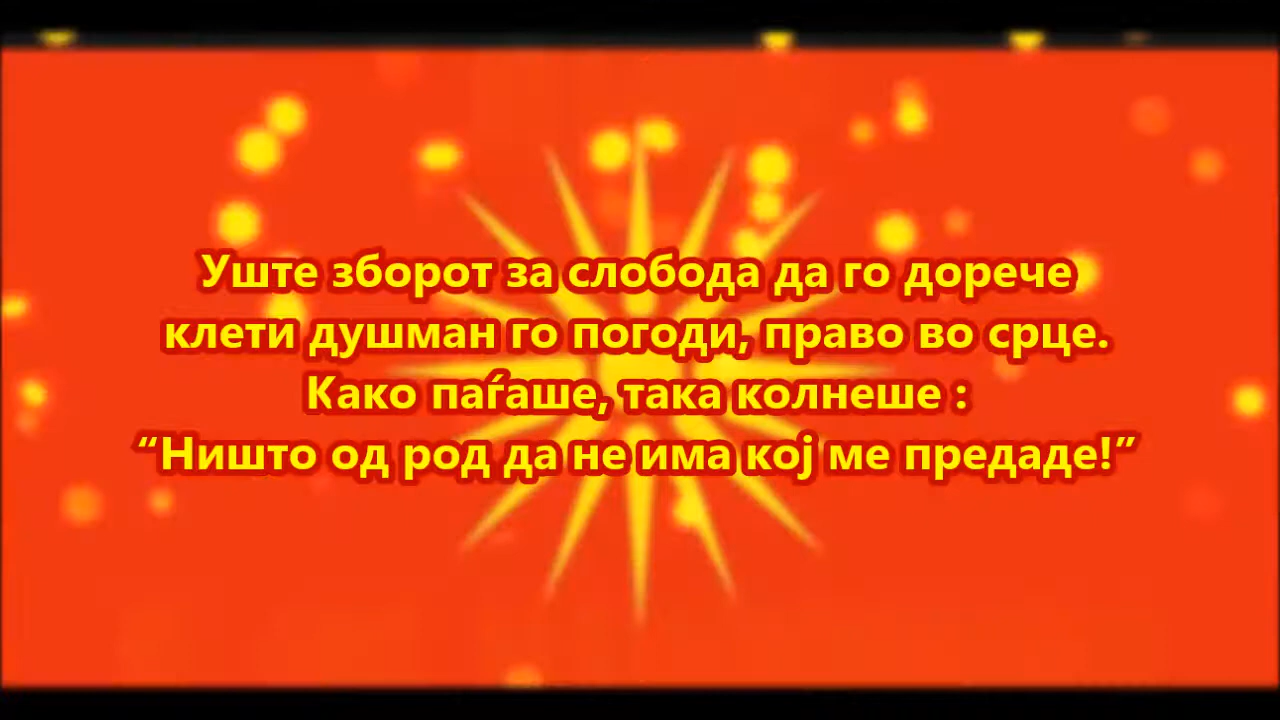 Уште зборот за слобода да го дорече
клети душман го погоди, право во срце.
Како паѓаше, така колнеше :
“Ништо од род да не има кој ме предаде!”